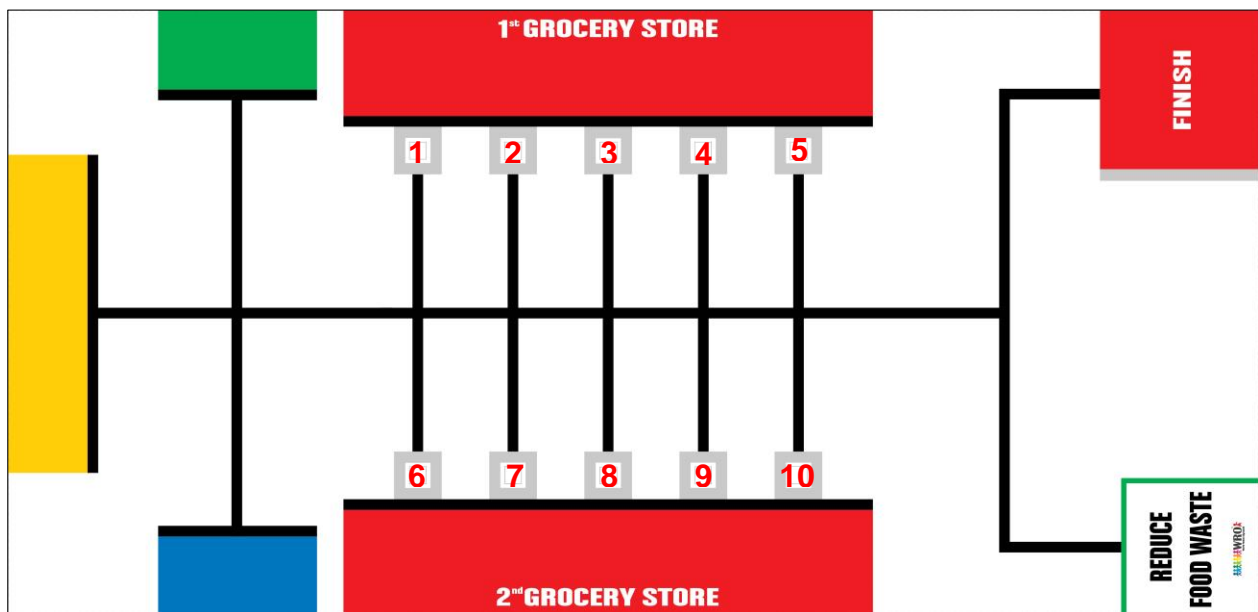 1st GROCERY STORE
FINISH
1 2 3 4 5
6 7 8 9 10
REDUCE
FOOD WASTE
WRO
2nd GROCERY STORE